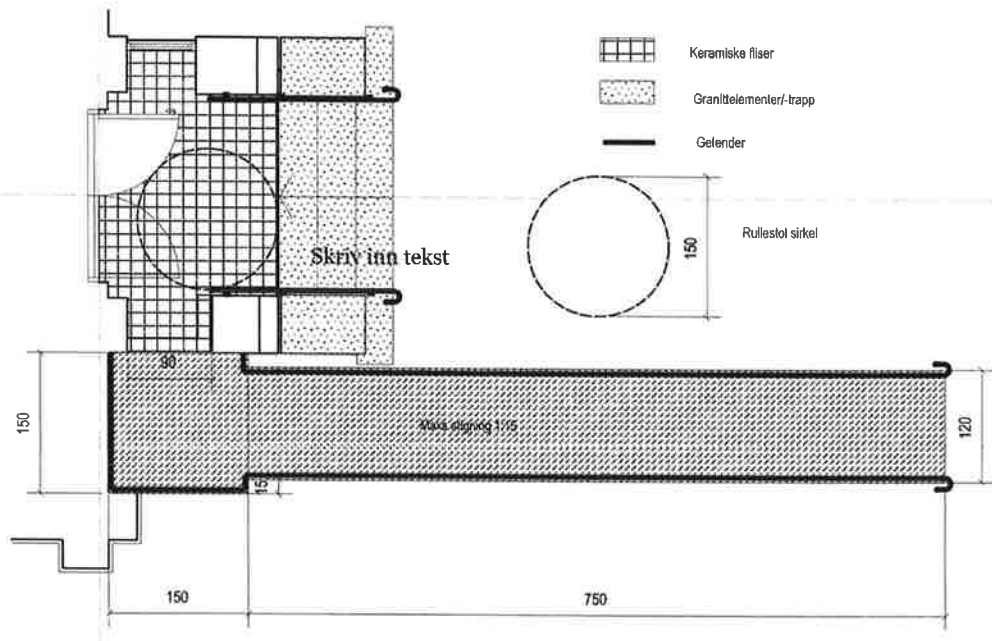 Keramiske fliser
Granittelementer/-trapp
Gelender
Rullestol sirkel
150
Skriv inn tekst
90
150
Maks stigning 1:15
120
15
150
750